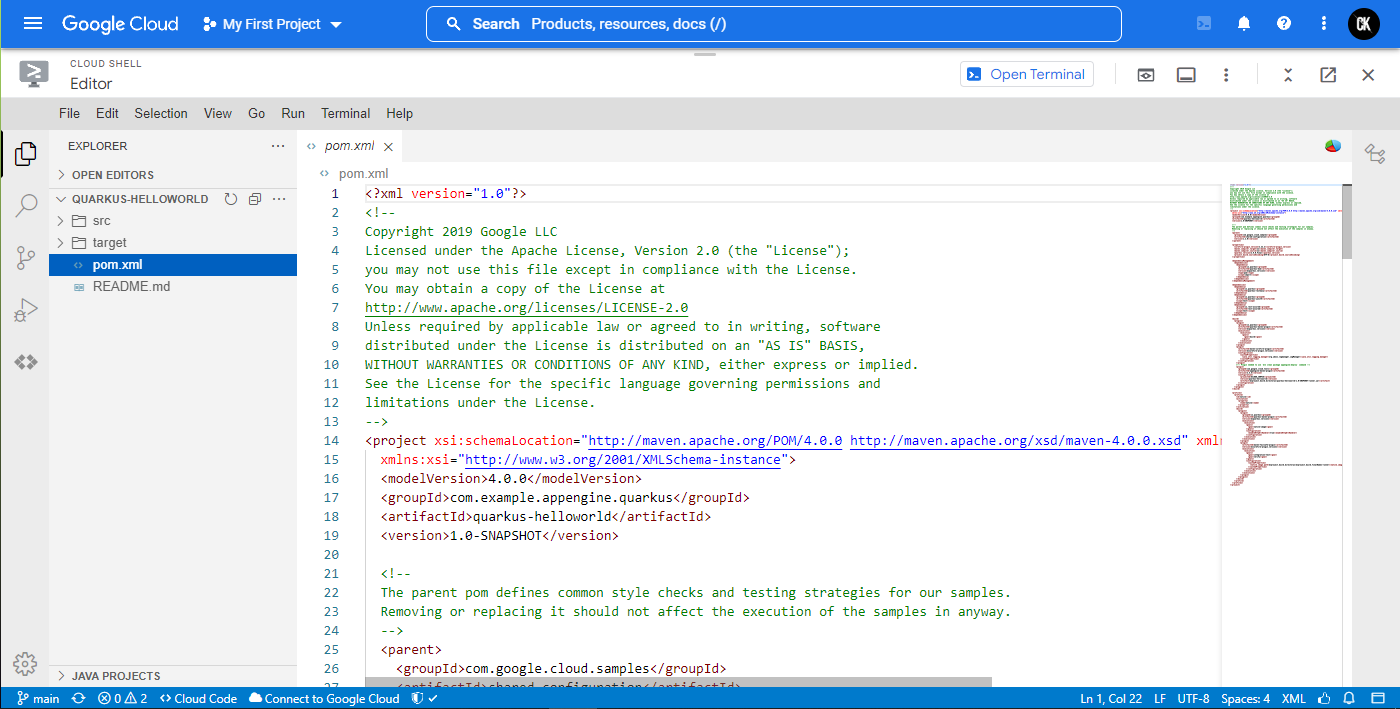 Google Cloud My First Project Search Products, resources, docs (/) CK
CLOUD SHELL
Editor
Open Terminal
File Edit Selection View Go Run Terminal Help
EXPLORER
OPEN EDITORS
QUARKUS-HELLOWORLD
src
target
pom.xml
README.md
JAVA PROJECTS
pom.xml
pom.xml
1 <?xml version="1.0"?>
2 <!--
3 Copyright 2019 Google LLC
4 Licensed under the Apache License, Version 2.0 (the "License");
5 you may not use this file except in compliance with the License.
6 You may obtain a copy of the License at
7 http://www.apache.org/licenses/LICENSE-2.0
8 Unless required by applicable law or agreed to in writing, software
9 distributed under the License is distributed on an "AS IS" BASIS,
10 WITHOUT WARRANTIES OR CONDITIONS OF ANY KIND, either express or implied.
11 See the License for the specific language governing permissions and
12 limitations under the License.
13 -->
14 <project xsi:schemaLocation="http://maven.apache.org/POM/4.0.0 http://maven.apache.org/xsd/maven-4.0.0.xsd" xmln
15 xmlns:xsi="http://www.w3.org/2001/XMLSchema-instance">
16 <modelVersion>4.0.0</modelVersion>
17 <groupId>com.example.appengine.quarkus</groupId>
18 <artifactId>quarkus-helloworld</artifactId>
19 <version>1.0-SNAPSHOT</version>
20
21 <!--
22 The parent pom defines common style checks and testing strategies for our samples.
23 Removing or replacing it should not affect the execution of the samples in anyway.
24 -->
25 <parent>
26 <groupId>com.google.cloud.samples</groupId>
27 <artifactId>shared-configuration</artifactId>
main 0 2 Cloud Code Connect to Google Cloud Ln 1, Col 22 LF UTF-8 Spaces: 4 XML